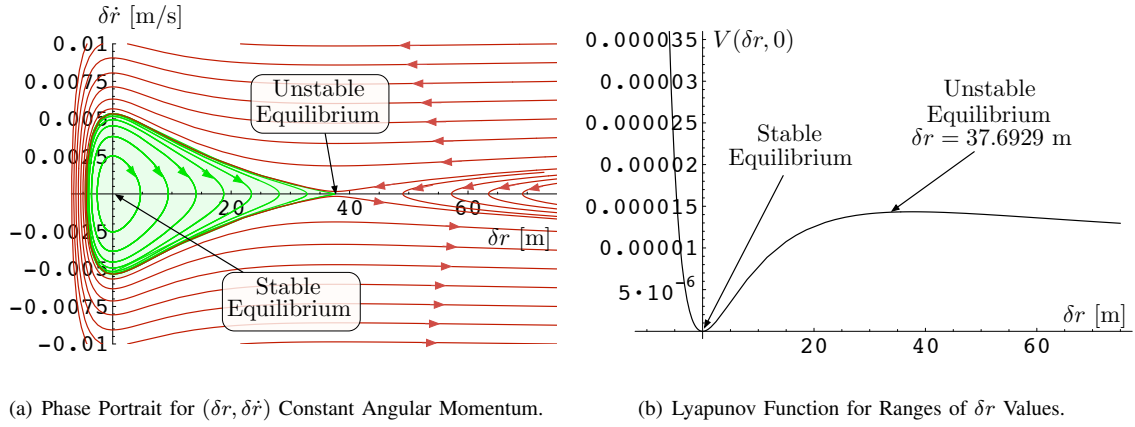 δṙ [m/s]
0.01
0.0075
0.005
0.0025
-0.0025
-0.005
-0.0075
-0.01
20
40
60
δr [m]
Unstable
Equilibrium
Stable
Equilibrium
(a) Phase Portrait for (δr, δṙ) Constant Angular Momentum.
V(δr, 0)
0.000035
0.00003
0.000025
0.00002
0.000015
0.00001
5·10⁻⁶
20
40
60
δr [m]
Stable
Equilibrium
Unstable
Equilibrium
δr = 37.6929 m
(b) Lyapunov Function for Ranges of δr Values.